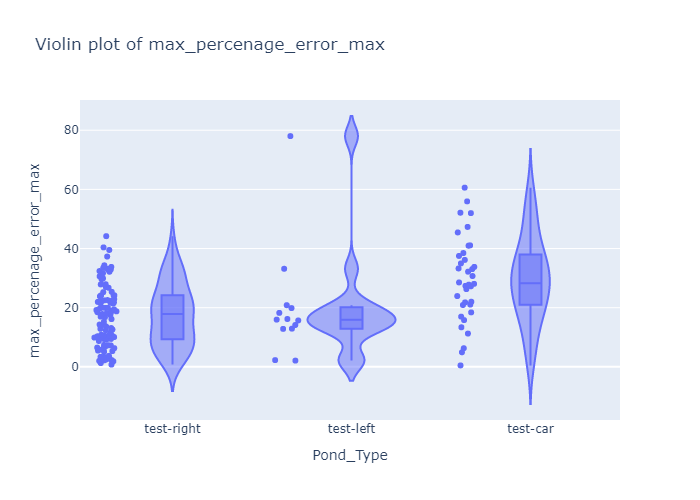 Violin plot of max_percenage_error_max
max_percenage_error_max
80
60
40
20
0
test-right
test-left
test-car
Pond_Type